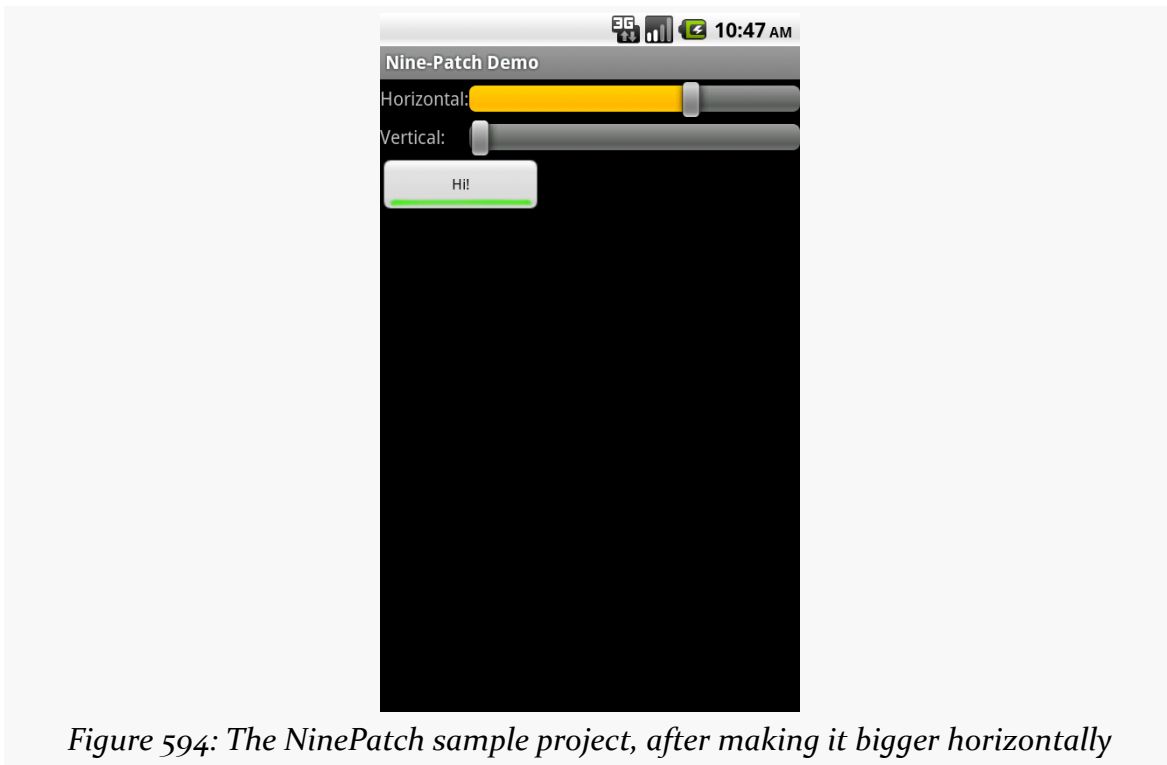 3G 10:47 AM
Nine-Patch Demo
Horizontal:
Vertical:
Hi!
Figure 594: The NinePatch sample project, after making it bigger horizontally